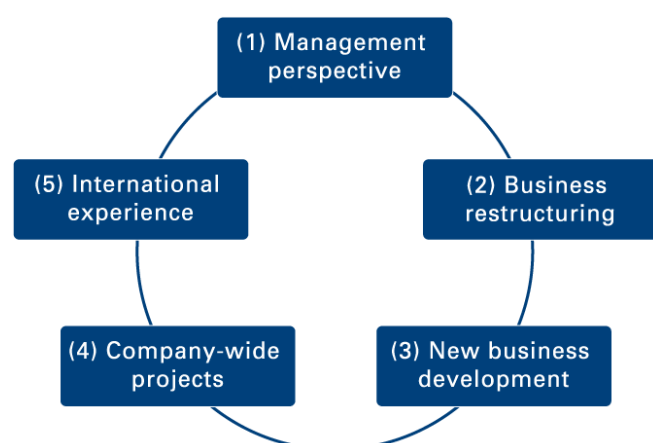 (1) Management
perspective
(2) Business
restructuring
(3) New business
development
(4) Company-wide
projects
(5) International
experience